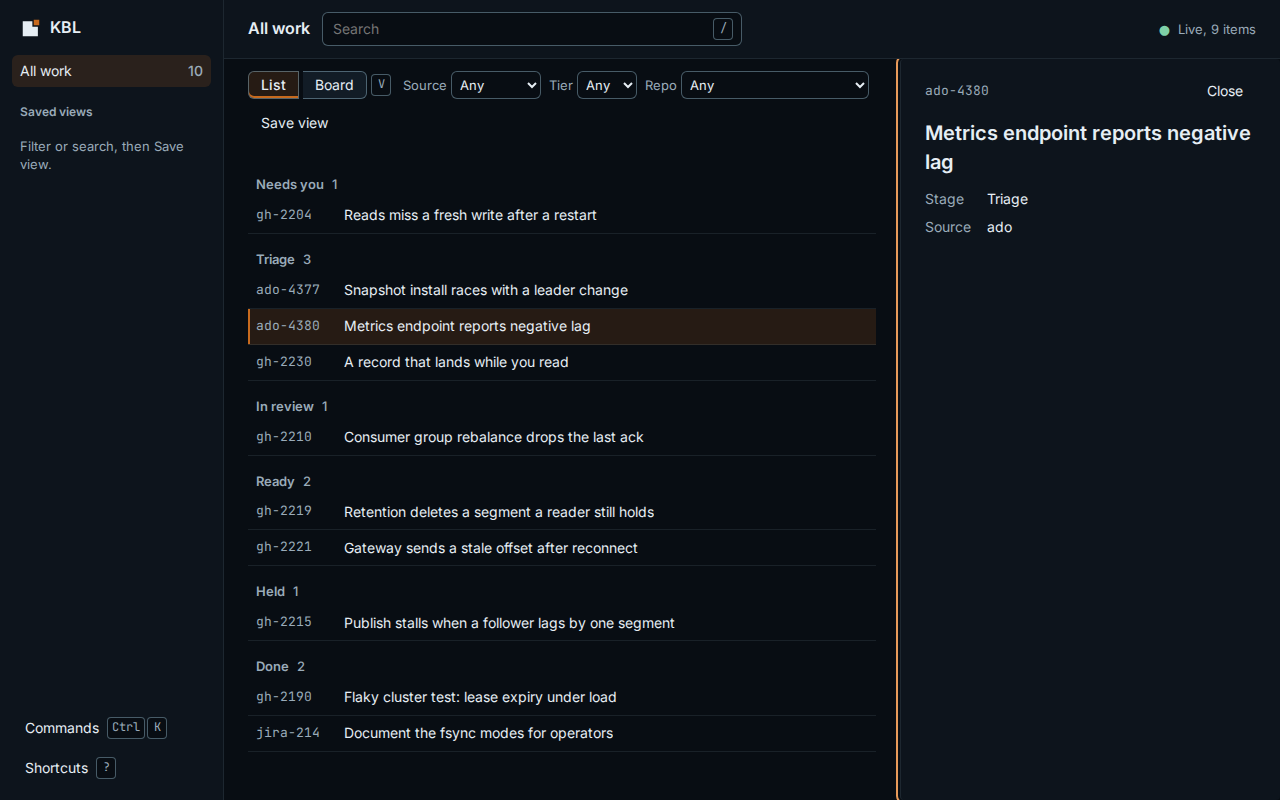 KBL
All work 10
Saved views
Filter or search, then Save
view.
Commands Ctrl K
Shortcuts ?
All work Search /
Live, 9 items
List Board V Source Any Tier Any Repo Any
Save view
Needs you 1
gh-2204 Reads miss a fresh write after a restart
Triage 3
ado-4377 Snapshot install races with a leader change
ado-4380 Metrics endpoint reports negative lag
gh-2230 A record that lands while you read
In review 1
gh-2210 Consumer group rebalance drops the last ack
Ready 2
gh-2219 Retention deletes a segment a reader still holds
gh-2221 Gateway sends a stale offset after reconnect
Held 1
gh-2215 Publish stalls when a follower lags by one segment
Done 2
gh-2190 Flaky cluster test: lease expiry under load
jira-214 Document the fsync modes for operators
ado-4380 Close
Metrics endpoint reports negative
lag
Stage Triage
Source ado